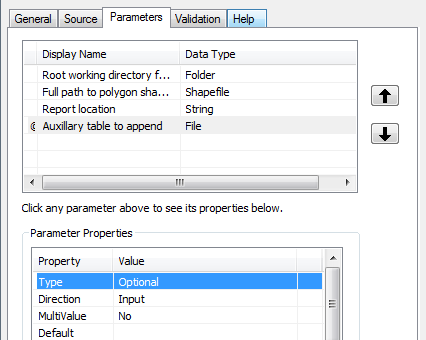 General Source Parameters Validation Help
Display Name Data Type
Root working directory f... Folder
Full path to polygon sha... Shapefile
Report location String
Auxillary table to append File
Click any parameter above to see its properties below.
Parameter Properties
Property Value
Type Optional
Direction Input
MultiValue No
Default